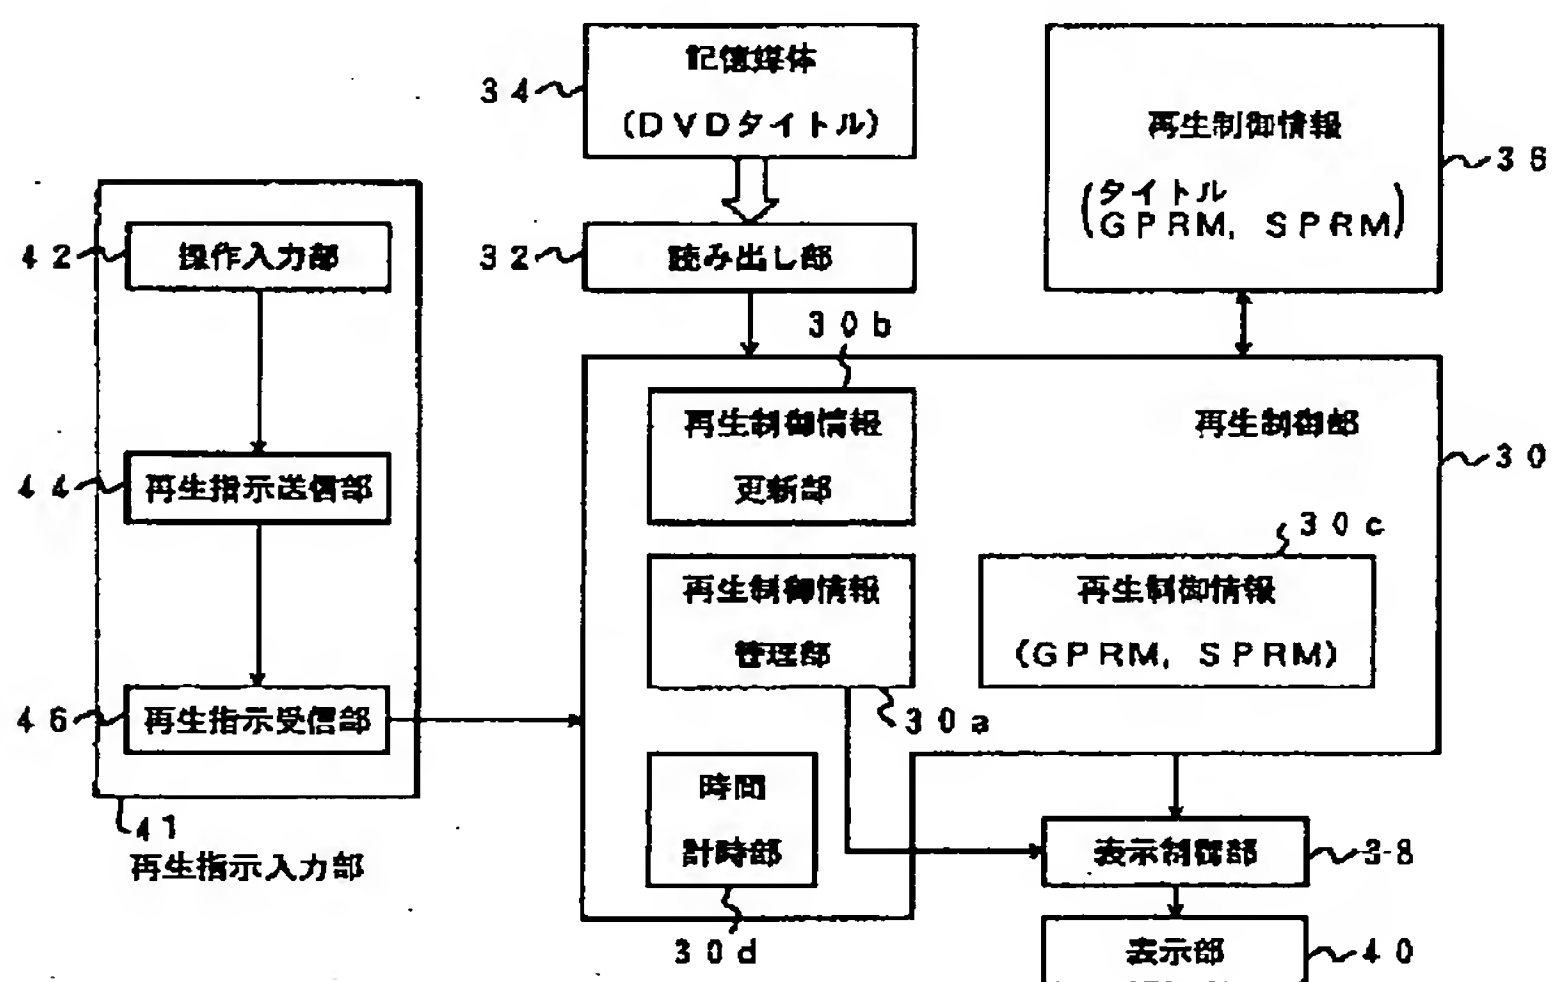 記憶媒体
(DVDタイトル)
34
再生制御情報
(タイトル
GPRM, SPRM)
36
42
操作入力部
32
読み出し部
30b
再生制御情報
更新部
再生制御部
30
44
再生指示送信部
30c
再生制御情報
管理部
再生制御情報
(GPRM, SPRM)
46
再生指示受信部
30a
時間
計時部
41
再生指示入力部
表示制御部
38
30d
表示部
40